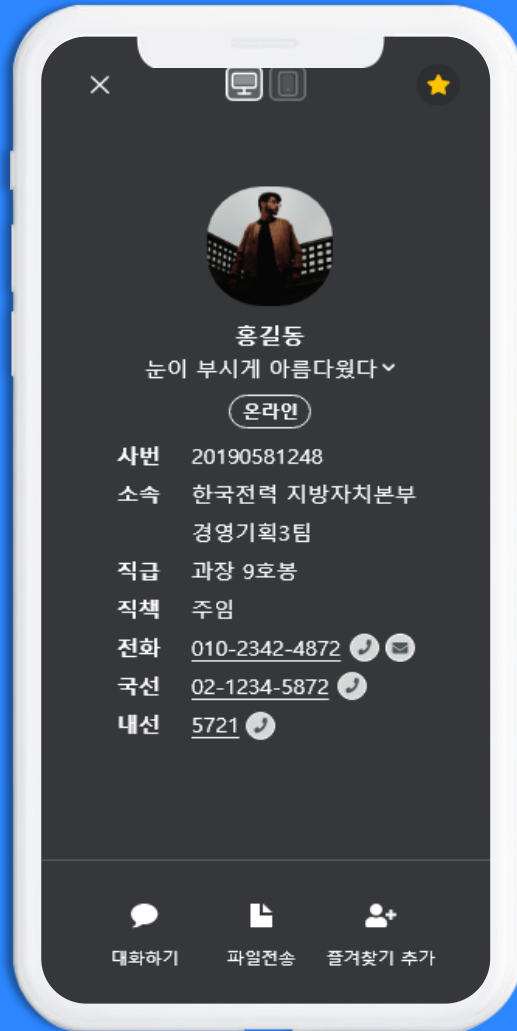 홍길동
눈이 부시게 아름다웠다
온라인
사번 20190581248
소속 한국전력 지방자치본부
경영기획3팀
직급 과장 9호봉
직책 주임
전화 010-2342-4872
국선 02-1234-5872
내선 5721
대화하기 파일전송 즐겨찾기 추가